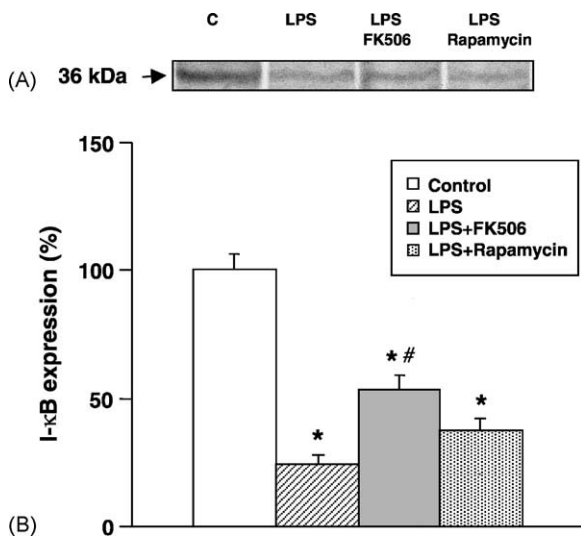 C LPS LPS LPS
FK506 Rapamycin
(A) 36 kDa
150
Control
LPS
LPS+FK506
LPS+Rapamycin
100
* #
50
*
*
0
I-κB expression (%)
(B)